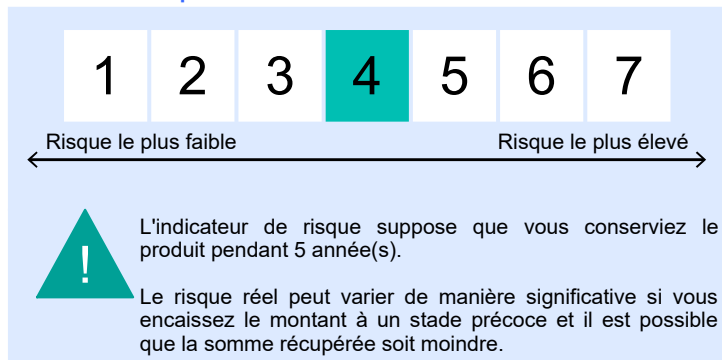 1 2 3 4 5 6 7
Risque le plus faible Risque le plus élevé
!
L'indicateur de risque suppose que vous conserviez le
produit pendant 5 année(s).
Le risque réel peut varier de manière significative si vous
encaissez le montant à un stade précoce et il est possible
que la somme récupérée soit moindre.